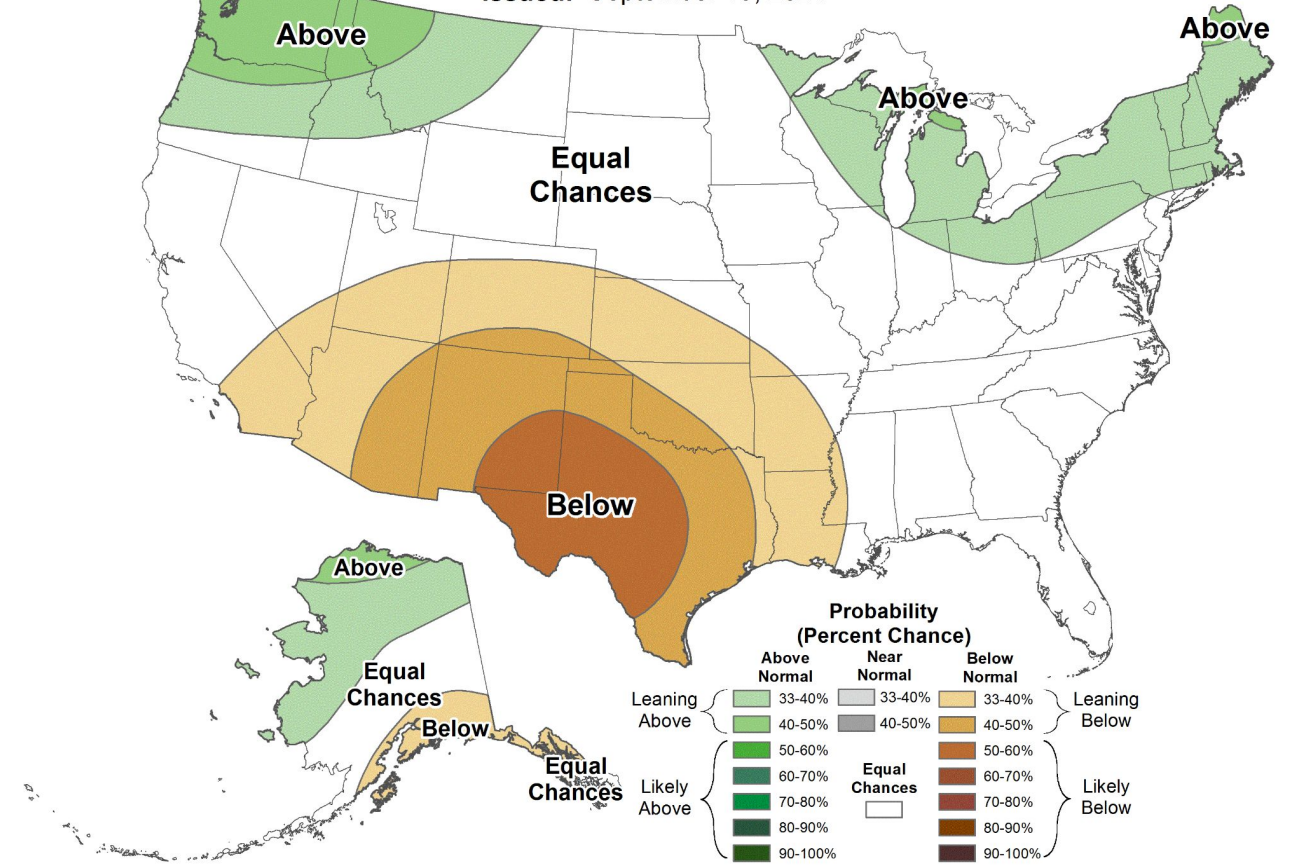 Above
Above
Above
Equal
Chances
Below
Above
Equal
Chances
Below
Equal
Chances
Probability
(Percent Chance)
Above
Normal
Near
Normal
Below
Normal
Leaning
Above
33-40%
33-40%
33-40%
Leaning
Below
40-50%
40-50%
40-50%
Likely
Above
50-60%
60-70%
70-80%
80-90%
90-100%
Equal
Chances
50-60%
60-70%
70-80%
80-90%
90-100%
Likely
Below